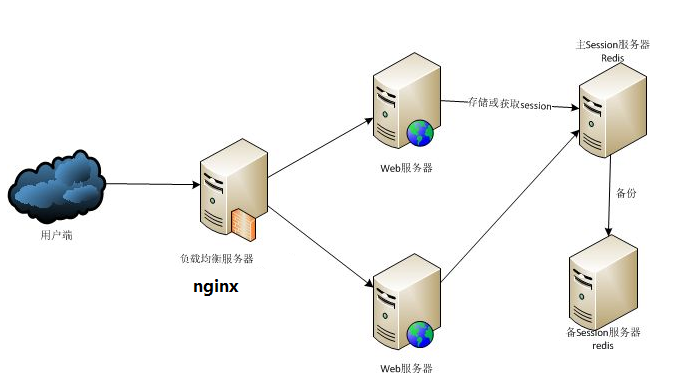 主Session服务器
Redis
存储或获取session
Web服务器
备份
用户端
负载均衡服务器
nginx
备Session服务器
redis
Web服务器